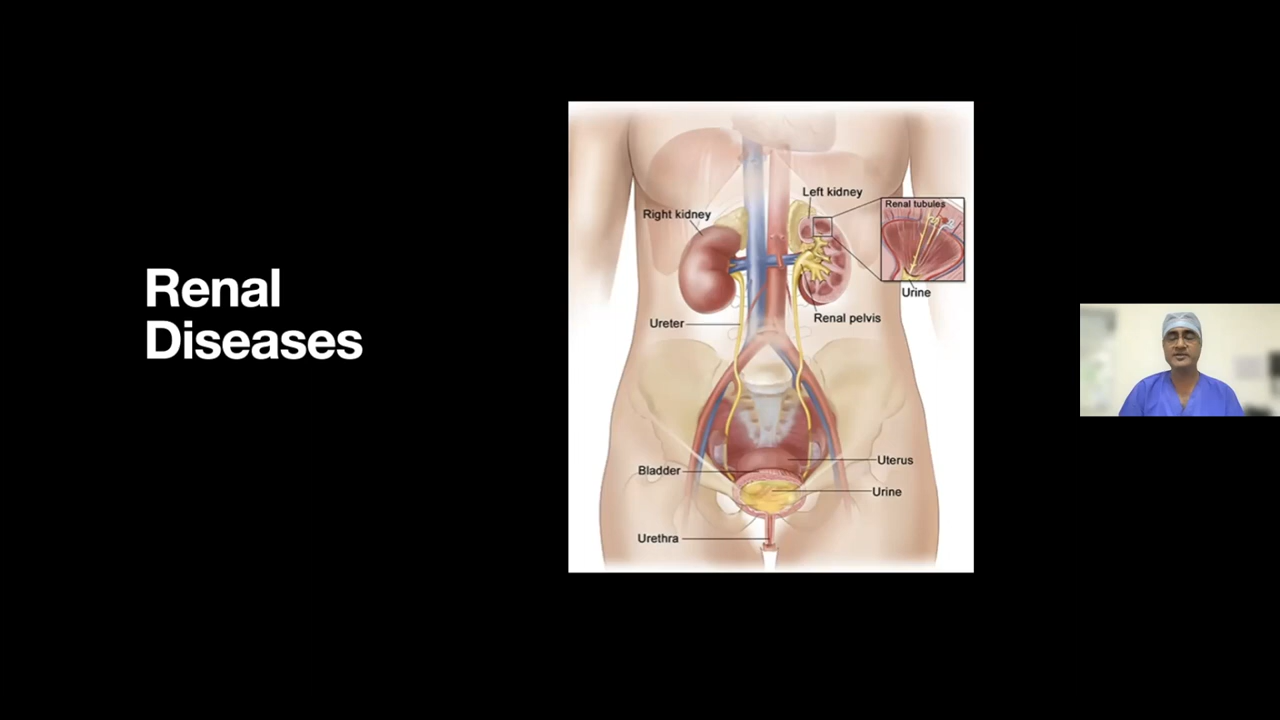 Renal
Diseases
Left kidney
Renal tubules
Right kidney
Urine
Renal pelvis
Ureter
Uterus
Bladder
Urine
Urethra